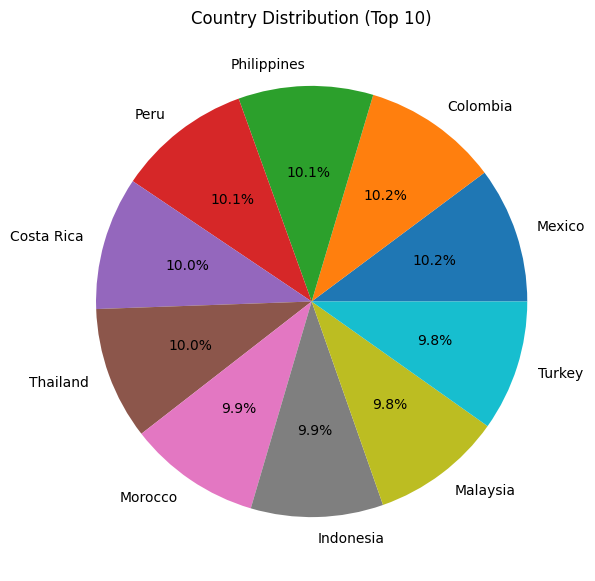 Country Distribution (Top 10)
Philippines
Peru
Colombia
10.1%
10.1%
10.2%
Costa Rica
Mexico
10.0%
10.2%
10.0%
9.8%
Thailand
Turkey
9.9%
9.9%
9.8%
Morocco
Malaysia
Indonesia